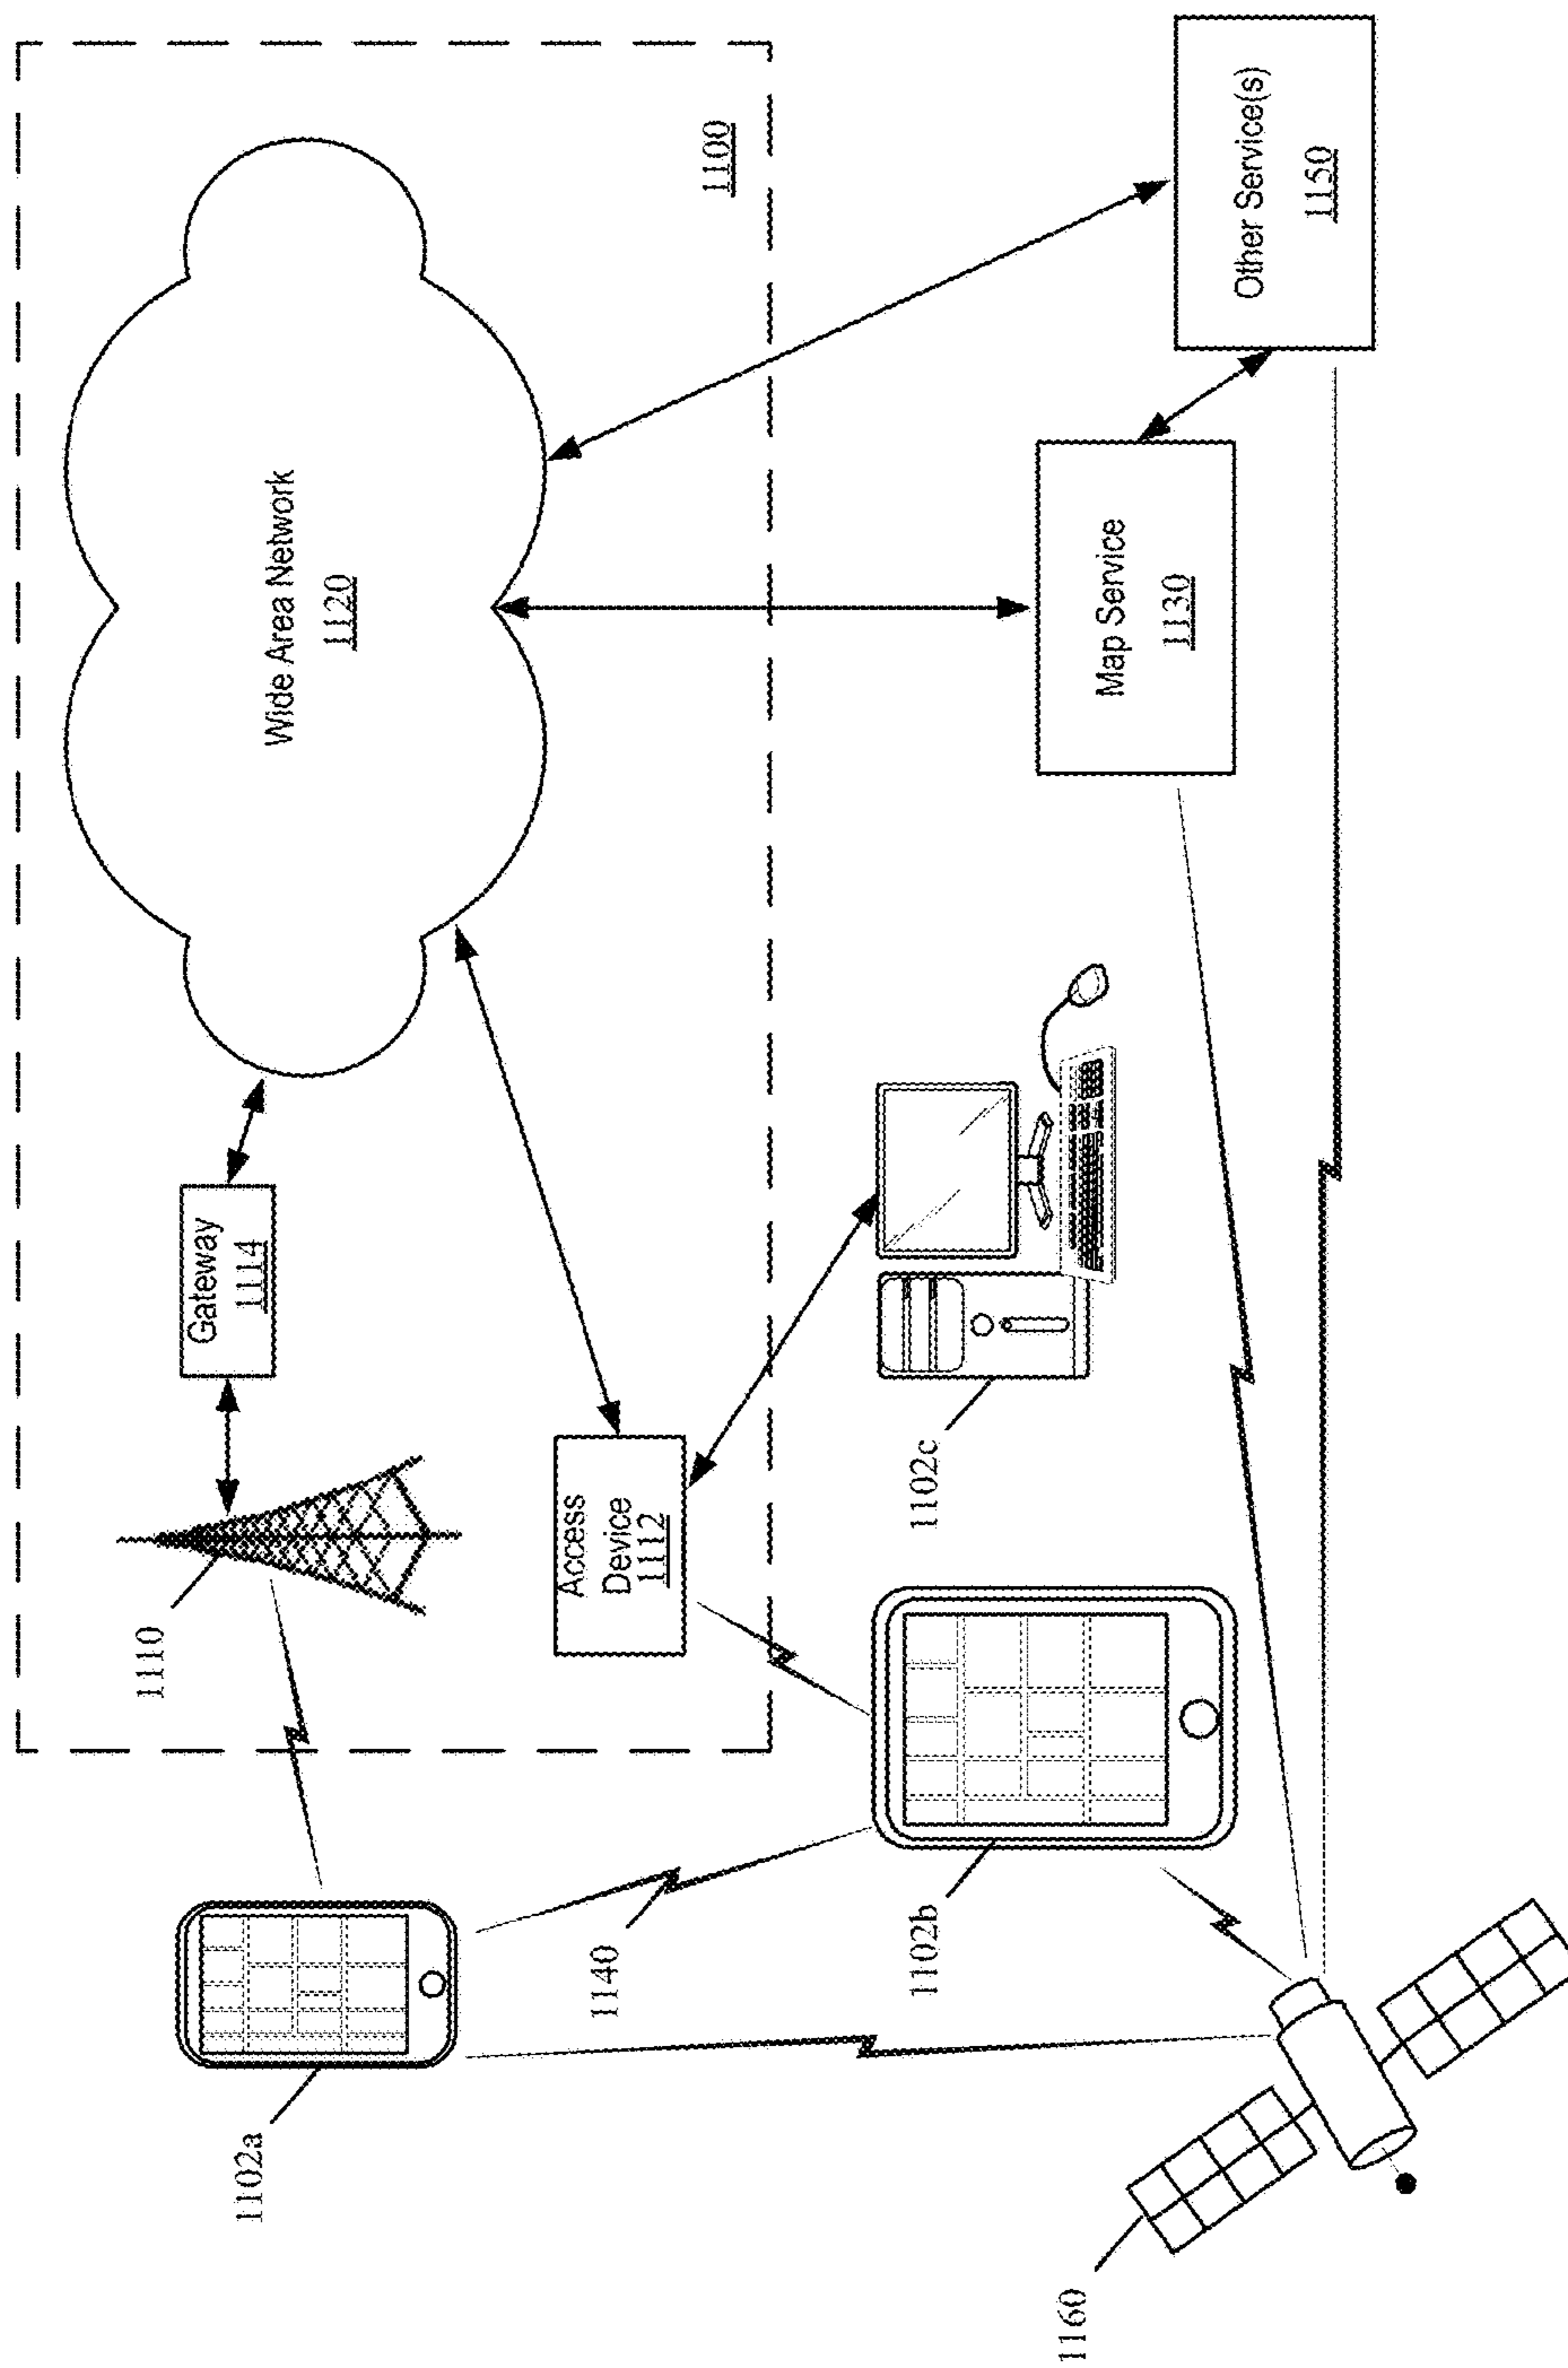 1102a
1110
Gateway
1114
Wide Area Network
1120
1140
Access
Device
1112
1100
1102b
1102c
Map Service
1130
Other Service(s)
1150
1160